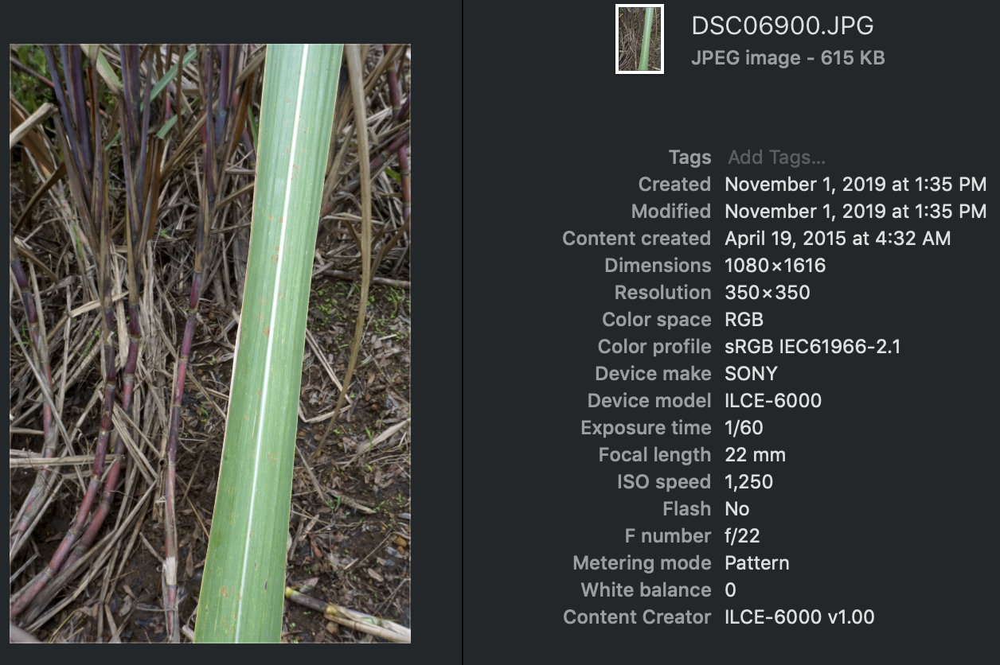 DSC06900.JPG
JPEG image - 615 KB
Tags Add Tags...
Created November 1, 2019 at 1:35 PM
Modified November 1, 2019 at 1:35 PM
Content created April 19, 2015 at 4:32 AM
Dimensions 1080×1616
Resolution 350×350
Color space RGB
Color profile sRGB IEC61966-2.1
Device make SONY
Device model ILCE-6000
Exposure time 1/60
Focal length 22 mm
ISO speed 1,250
Flash No
F number f/22
Metering mode Pattern
White balance 0
Content Creator ILCE-6000 v1.00